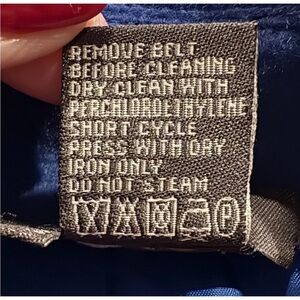 REMOVE BELT
BEFORE CLEANING
DRY CLEAN WITH
PERCHLOROETHYLENE
SHORT CYCLE
PRESS WITH DRY
IRON ONLY
DO NOT STEAM
P